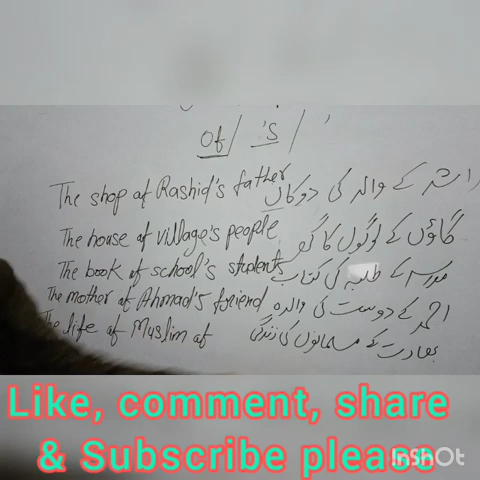 of / 's / '
The shop of Rashid's father راشد کے والد کی دوکان
The house of village's people گاؤں کے لوگوں کا گھر
The book of school's students مدرسہ کے طلبہ کی کتاب
The mother of Ahmad's friend احمد کے دوست کی والدہ
The life of Muslim of بھارت کے مسلمانوں کی زندگی
Like, comment, share
& Subscribe please
InShOt